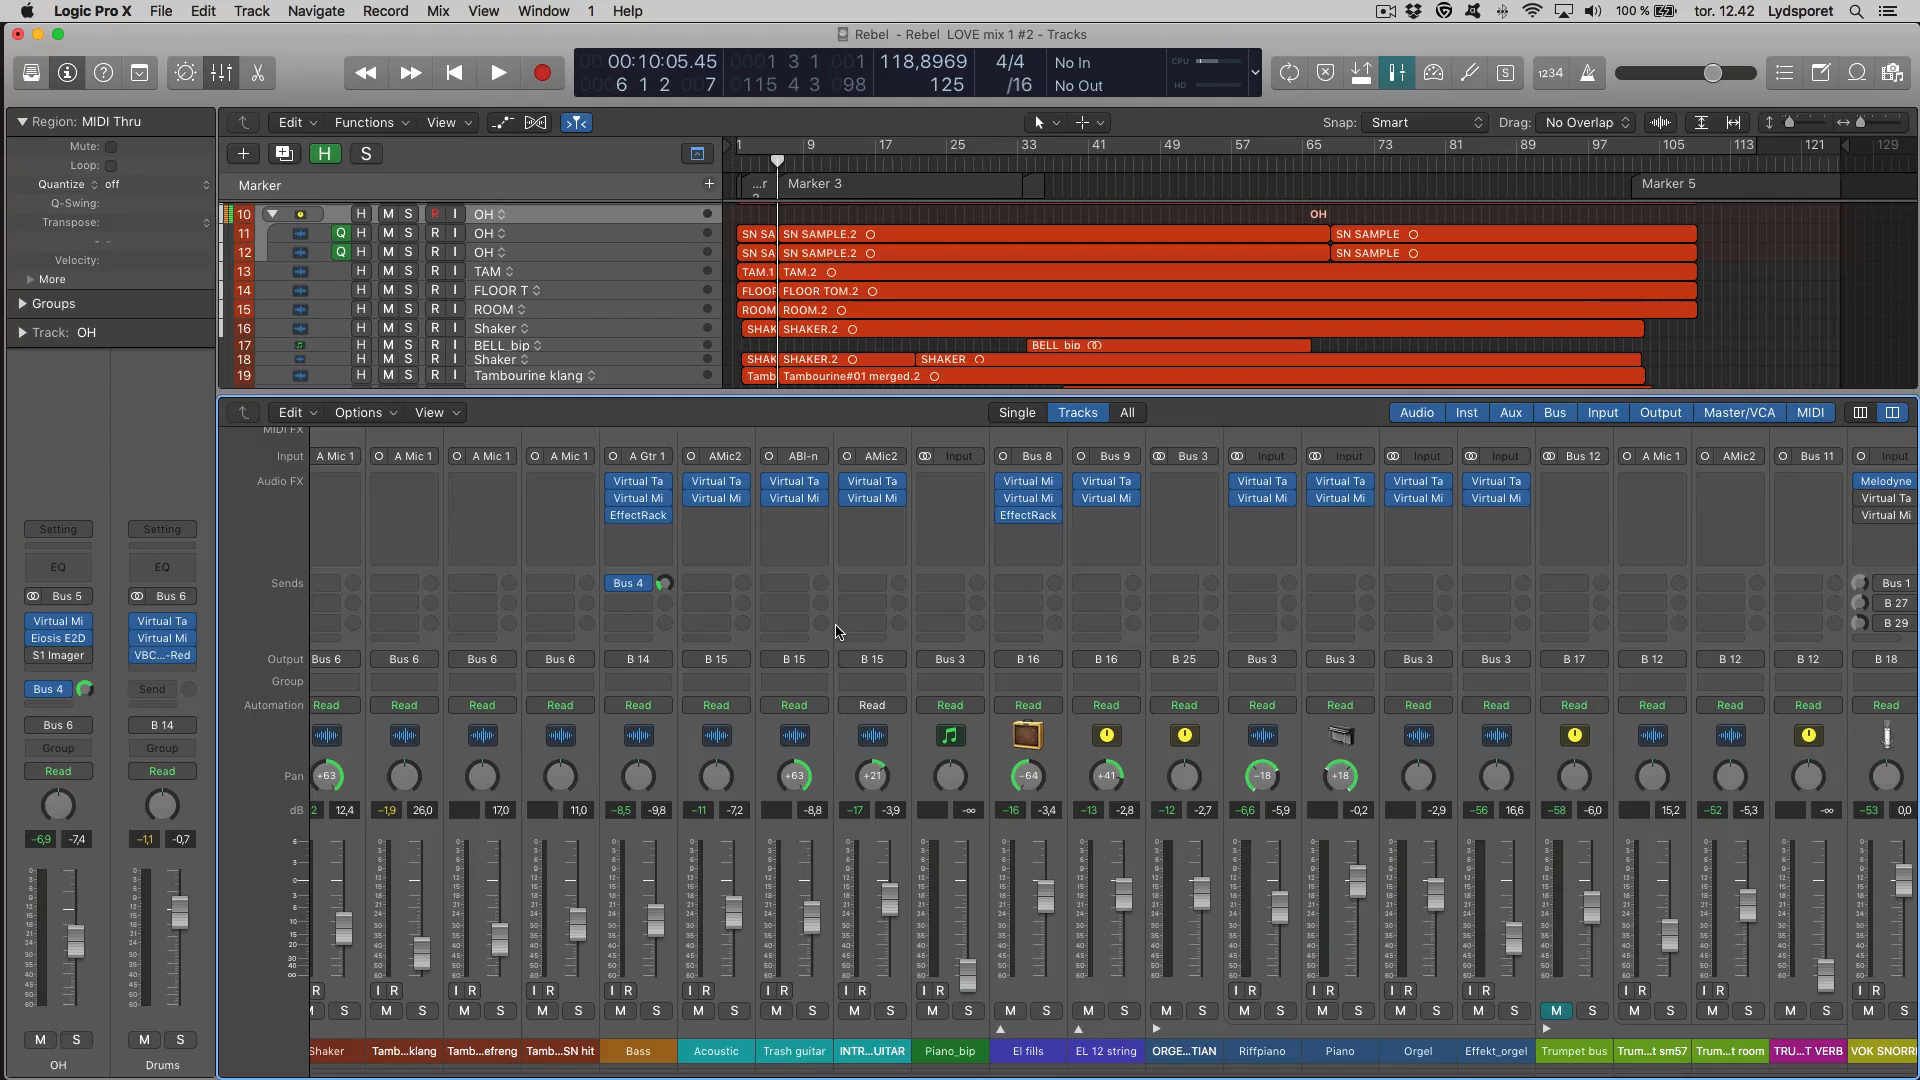 Logic Pro X File Edit Track Navigate Record Mix View Window 1 Help 100 % tor. 12.42 Lydsporet
Rebel - Rebel LOVE mix 1 #2 - Tracks
00:10:05.45 0001 3 1 001 118,8969 4/4 No In CPU
6 1 2 007 0115 4 3 098 125 /16 No Out HD
1234
Region: MIDI Thru
Mute:
Loop:
Quantize off
Q-Swing:
Transpose:
Velocity:
More
Groups
Track: OH
Edit Functions View Snap: Smart Drag: No Overlap
H S
1 9 17 25 33 41 49 57 65 73 81 89 97 105 113 121 129
Marker ...r Marker 3 Marker 5
10 H M S R I OH OH
11 Q H M S R I OH SN SA SN SAMPLE.2 SN SAMPLE
12 Q H M S R I OH SN SA SN SAMPLE.2 SN SAMPLE
13 H M S R I TAM TAM.1 TAM.2
14 H M S R I FLOOR T FLOOR FLOOR TOM.2
15 H M S R I ROOM ROOM ROOM.2
16 H M S R I Shaker SHAK SHAKER.2
17 H M S R I BELL_bip BELL_bip
18 H M S R I Shaker SHAK SHAKER.2 SHAKER
19 H M S R I Tambourine klang Tamb Tambourine#01 merged.2
Edit Options View Single Tracks All Audio Inst Aux Bus Input Output Master/VCA MIDI
MIDI FX
Input A Mic 1 A Mic 1 A Mic 1 A Mic 1 A Gtr 1 AMic2 ABI-n AMic2 Input Bus 8 Bus 9 Bus 3 Input Input Input Input Bus 12 A Mic 1 AMic2 Bus 11 Input
Audio FX Virtual Ta Virtual Ta Virtual Ta Virtual Ta Virtual Mi Virtual Ta Virtual Ta Virtual Ta Virtual Ta Virtual Ta Melodyne
Virtual Mi Virtual Mi Virtual Mi Virtual Mi Virtual Mi Virtual Mi Virtual Mi Virtual Mi Virtual Mi Virtual Mi Virtual Ta
EffectRack EffectRack Virtual Mi
Sends Bus 4 Bus 1
B 27
B 29
Output Bus 6 Bus 6 Bus 6 Bus 6 B 14 B 15 B 15 B 15 Bus 3 B 16 B 16 B 25 Bus 3 Bus 3 Bus 3 Bus 3 B 17 B 12 B 12 B 12 B 18
Group
Automation Read Read Read Read Read Read Read Read Read Read Read Read Read Read Read Read Read Read Read Read Read
Pan +63 +63 +21 -64 +41 -18 +18
dB 2 12,4 -1,9 26,0 17,0 11,0 -8,5 -9,8 -11 -7,2 -8,8 -17 -3,9 -∞ -16 -3,4 -13 -2,8 -12 -2,7 -6,6 -5,9 -0,2 -2,9 -56 16,6 -58 -6,0 15,2 -52 -5,3 -∞ -53 0,0
R I R I R I R I R I R I R I R I R I R I R I R I R I R I R I R
M S M S M S M S M S M S M S M S M S M S M S M S M S M S M S M S M S M S M S M S
Shaker Tamb...klang Tamb...efreng Tamb...SN hit Bass Acoustic Trash guitar INTR...UITAR Piano_bip El fills EL 12 string ORGE...TIAN Riffpiano Piano Orgel Effekt_orgel Trumpet bus Trum...t sm57 Trum...t room TRU...T VERB VOK SNORRI
Setting Setting
EQ EQ
Bus 5 Bus 6
Virtual Mi Virtual Ta
Eiosis E2D Virtual Mi
S1 Imager VBC...-Red
Bus 4 Send
Bus 6 B 14
Group Group
Read Read
-6,9 -7,4 -1,1 -0,7
M S M S
OH Drums